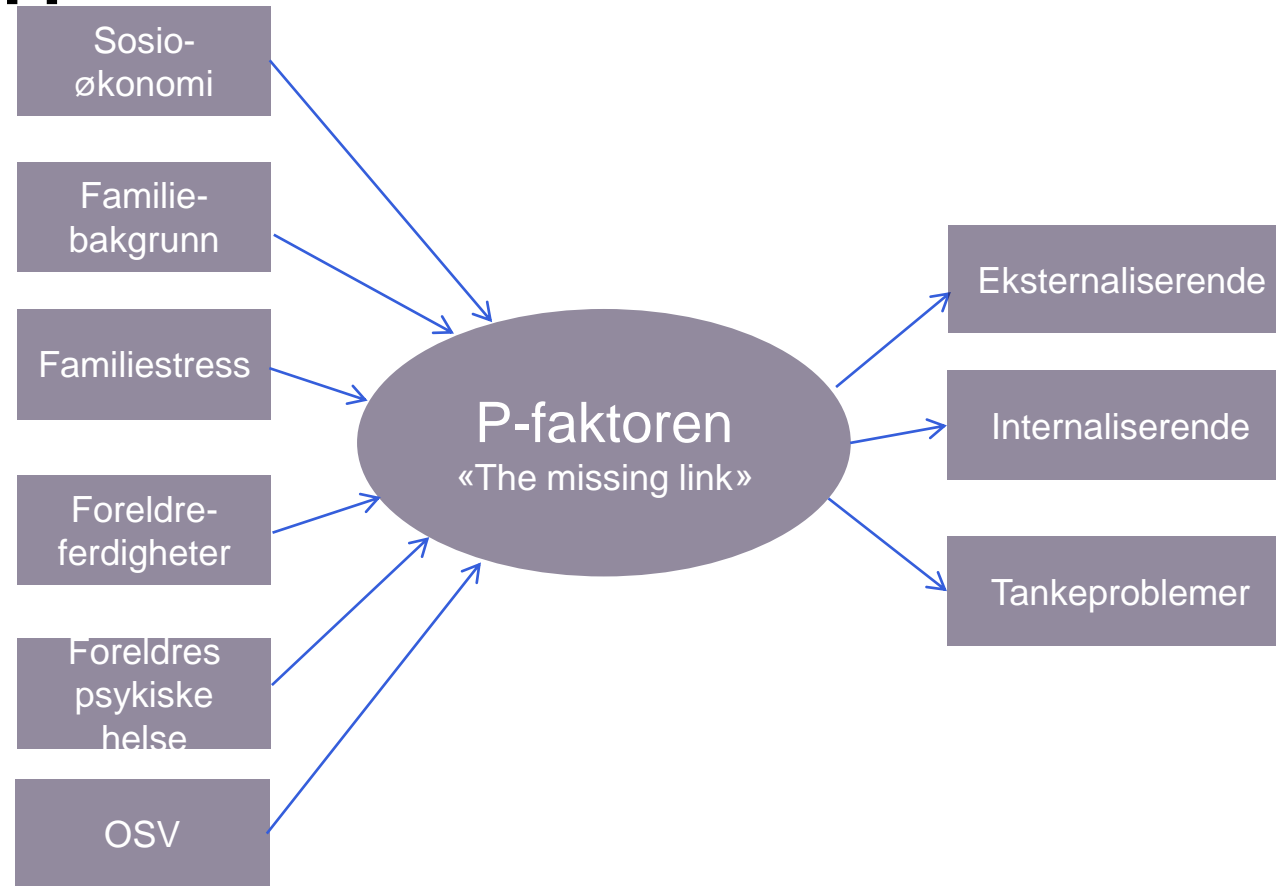 Sosio-
økonomi
Familie-
bakgrunn
Familiestress
Foreldre-
ferdigheter
Foreldres
psykiske
helse
OSV
P-faktoren
«The missing link»
Eksternaliserende
Internaliserende
Tankeproblemer